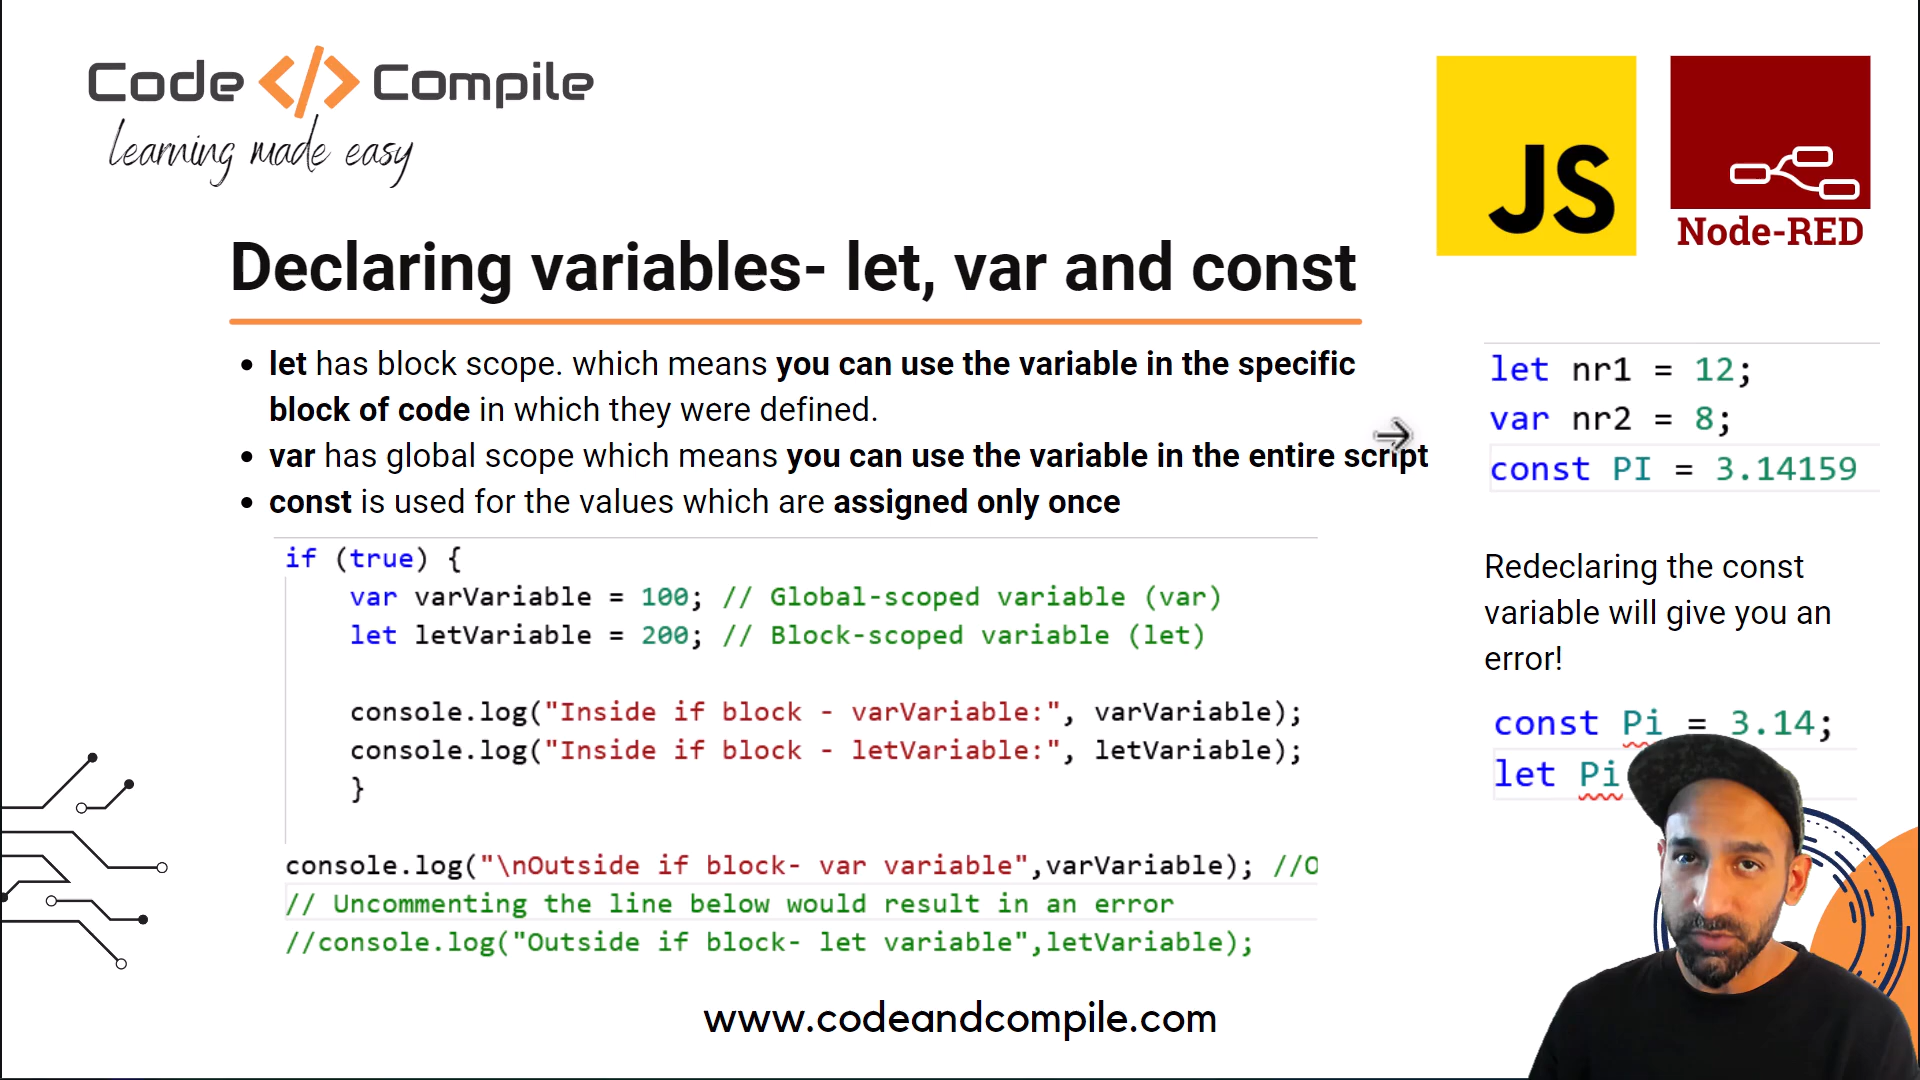 Code </> Compile
learning made easy
JS
Node-RED
Declaring variables- let, var and const
• let has block scope. which means you can use the variable in the specific
block of code in which they were defined.
• var has global scope which means you can use the variable in the entire script
• const is used for the values which are assigned only once
if (true) {
var varVariable = 100; // Global-scoped variable (var)
let letVariable = 200; // Block-scoped variable (let)
console.log("Inside if block - varVariable:", varVariable);
console.log("Inside if block - letVariable:", letVariable);
}
console.log("\nOutside if block- var variable",varVariable); //O
// Uncommenting the line below would result in an error
//console.log("Outside if block- let variable",letVariable);
let nr1 = 12;
var nr2 = 8;
const PI = 3.14159
Redeclaring the const
variable will give you an
error!
const Pi = 3.14;
let Pi
www.codeandcompile.com